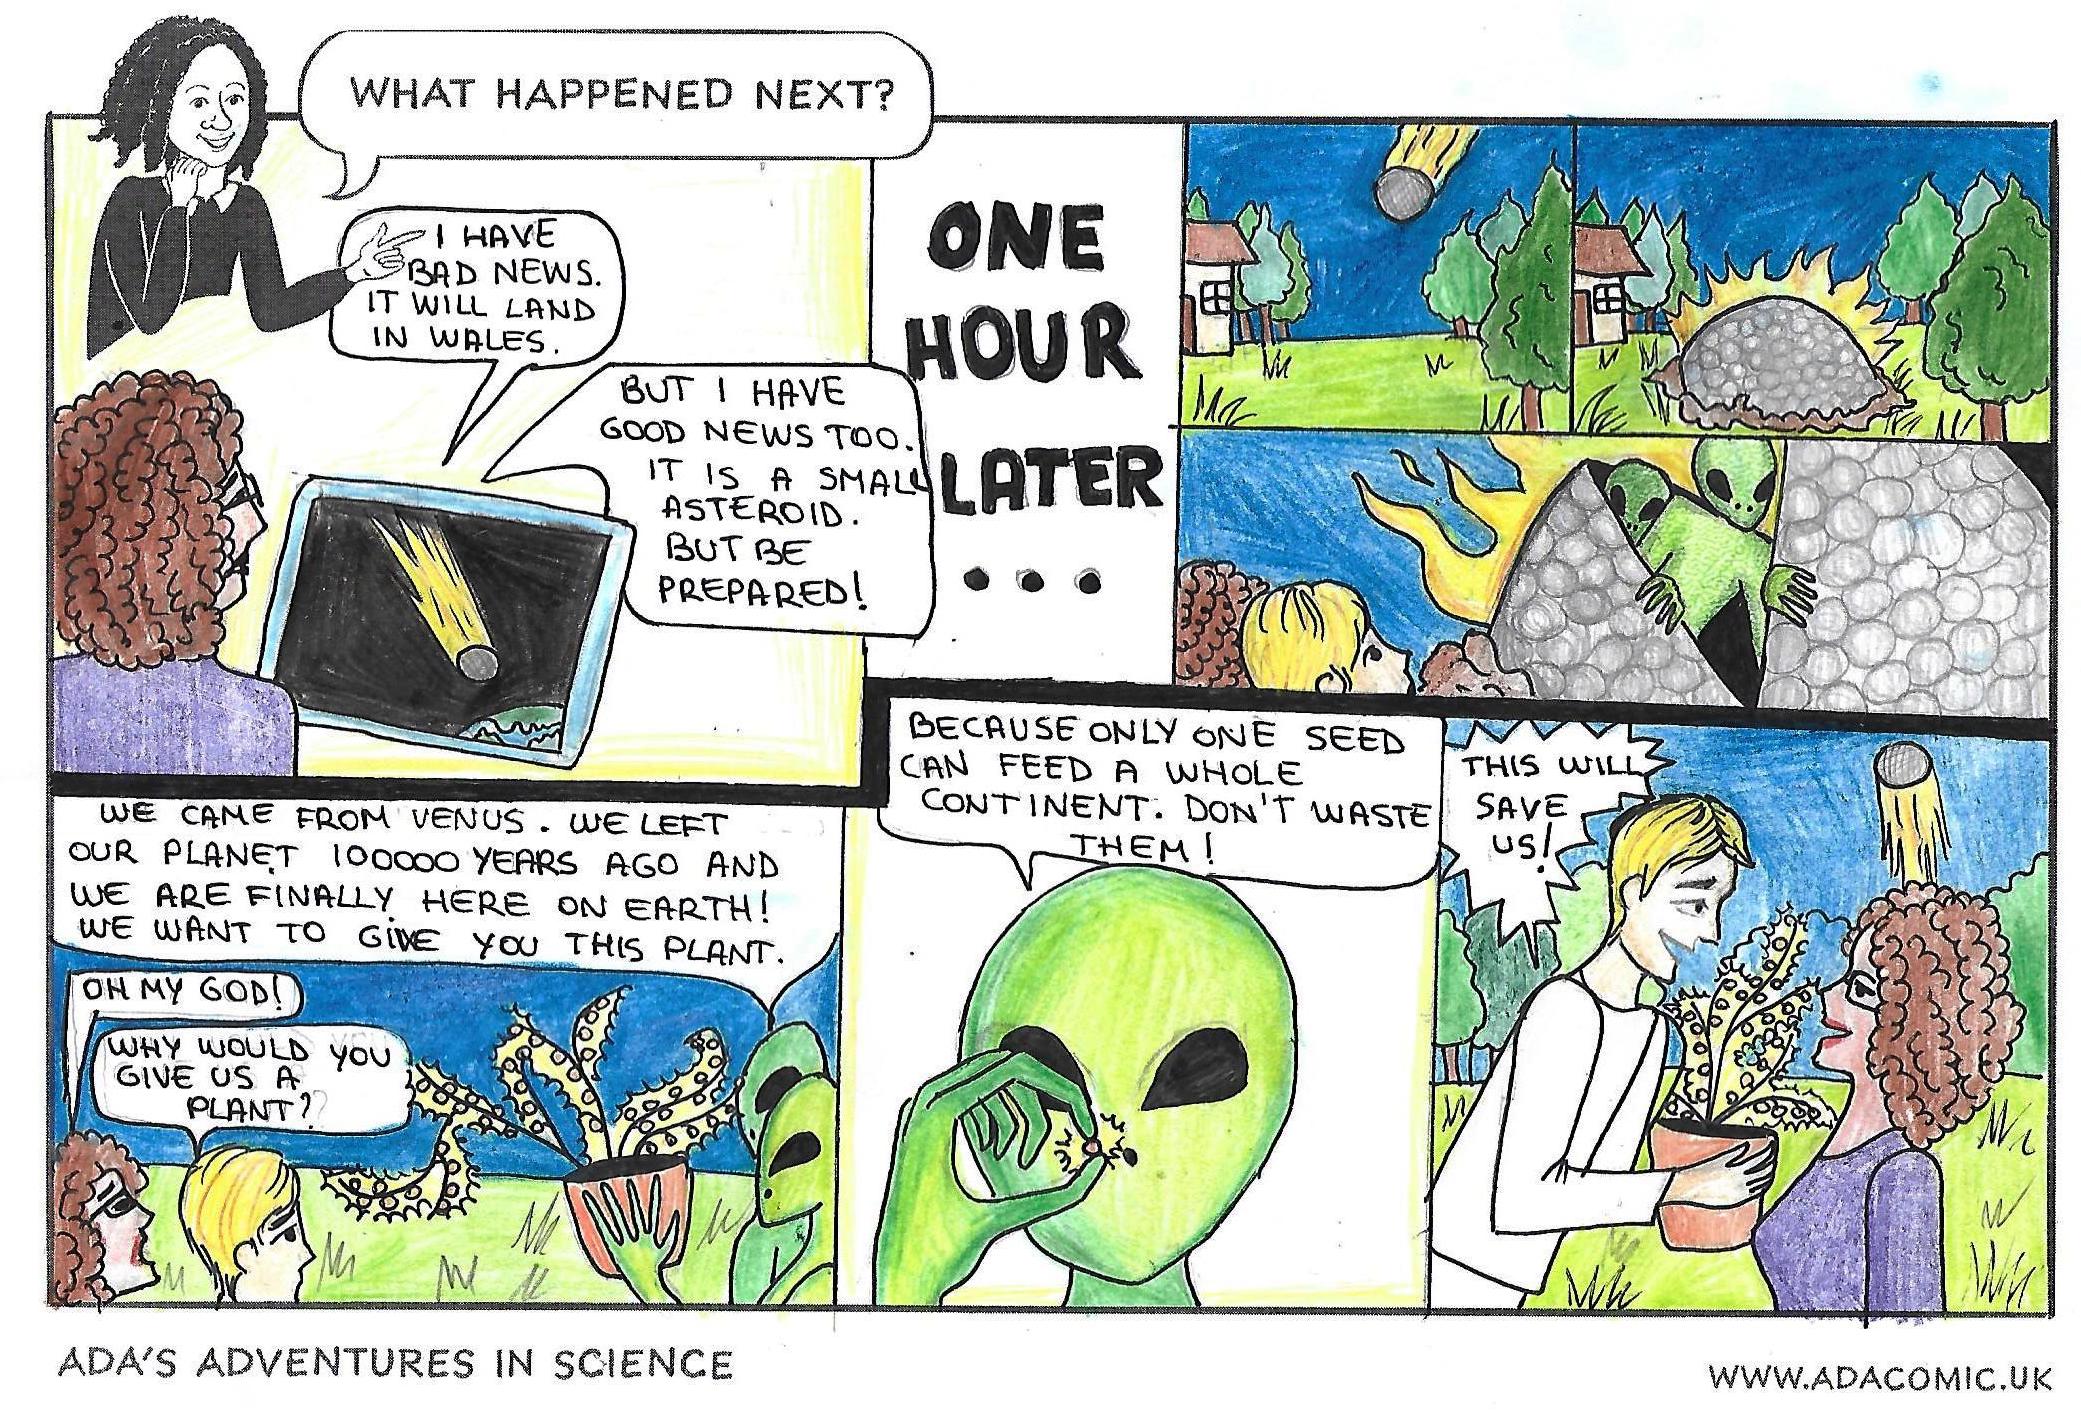 WHAT HAPPENED NEXT?
I HAVE
BAD NEWS.
IT WILL LAND
IN WALES.
BUT I HAVE
GOOD NEWS TOO.
IT IS A SMALL
ASTEROID.
BUT BE
PREPARED!
ONE
HOUR
LATER
...
WE CAME FROM VENUS. WE LEFT
OUR PLANET 100000 YEARS AGO AND
WE ARE FINALLY HERE ON EARTH!
WE WANT TO GIVE YOU THIS PLANT.
OH MY GOD!
WHY WOULD YOU
GIVE US A
PLANT?
BECAUSE ONLY ONE SEED
CAN FEED A WHOLE
CONTINENT. DON'T WASTE
THEM!
THIS WILL
SAVE
US!
ADA'S ADVENTURES IN SCIENCE
WWW.ADACOMIC.UK